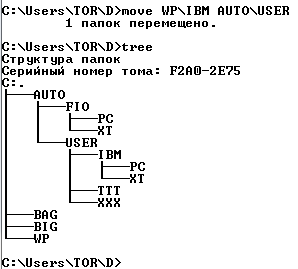 C:\Users\TOR\D>move WP\IBM AUTO\USER
1 папок перемещено.
C:\Users\TOR\D>tree
Структура папок
Серийный номер тома: F2A0-2E75
C:.
AUTO
FIO
PC
XT
USER
IBM
PC
XT
TTT
XXX
BAG
BIG
WP
C:\Users\TOR\D>